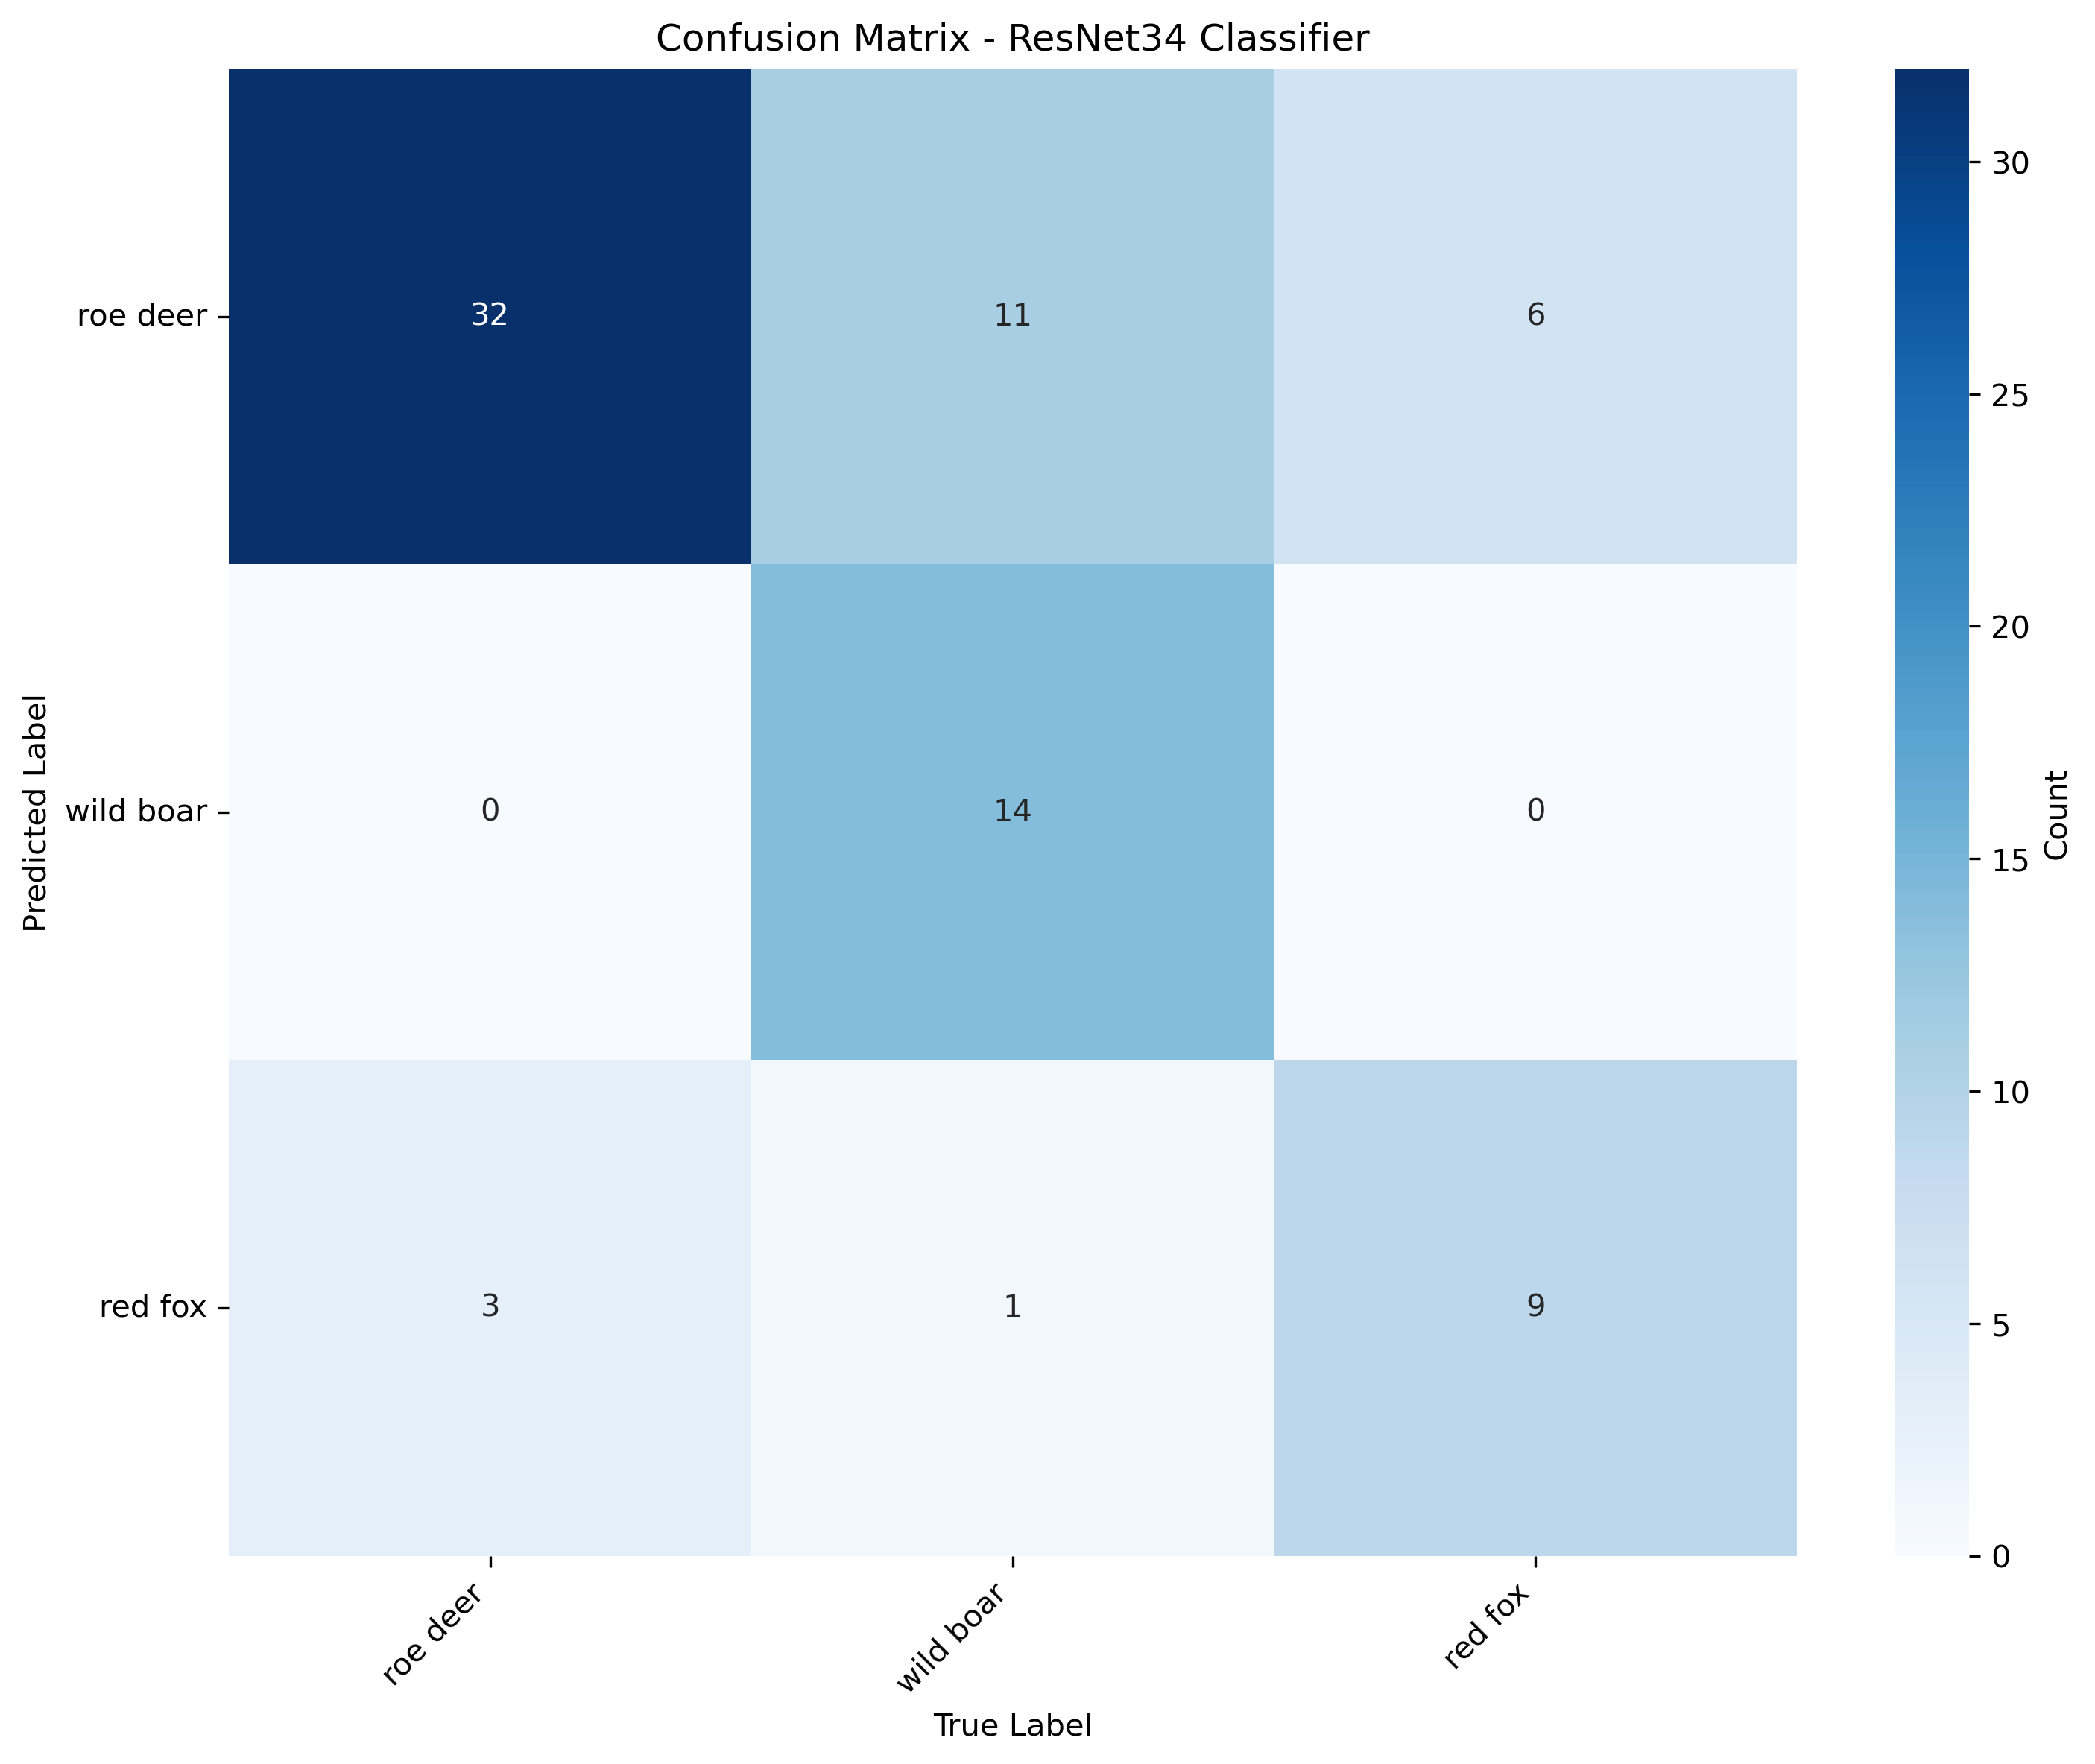 Confusion Matrix - ResNet34 Classifier
roe deer
32
11
6
wild boar
0
14
0
red fox
3
1
9
Predicted Label
roe deer
wild boar
red fox
True Label
30
25
20
15
10
5
0
Count